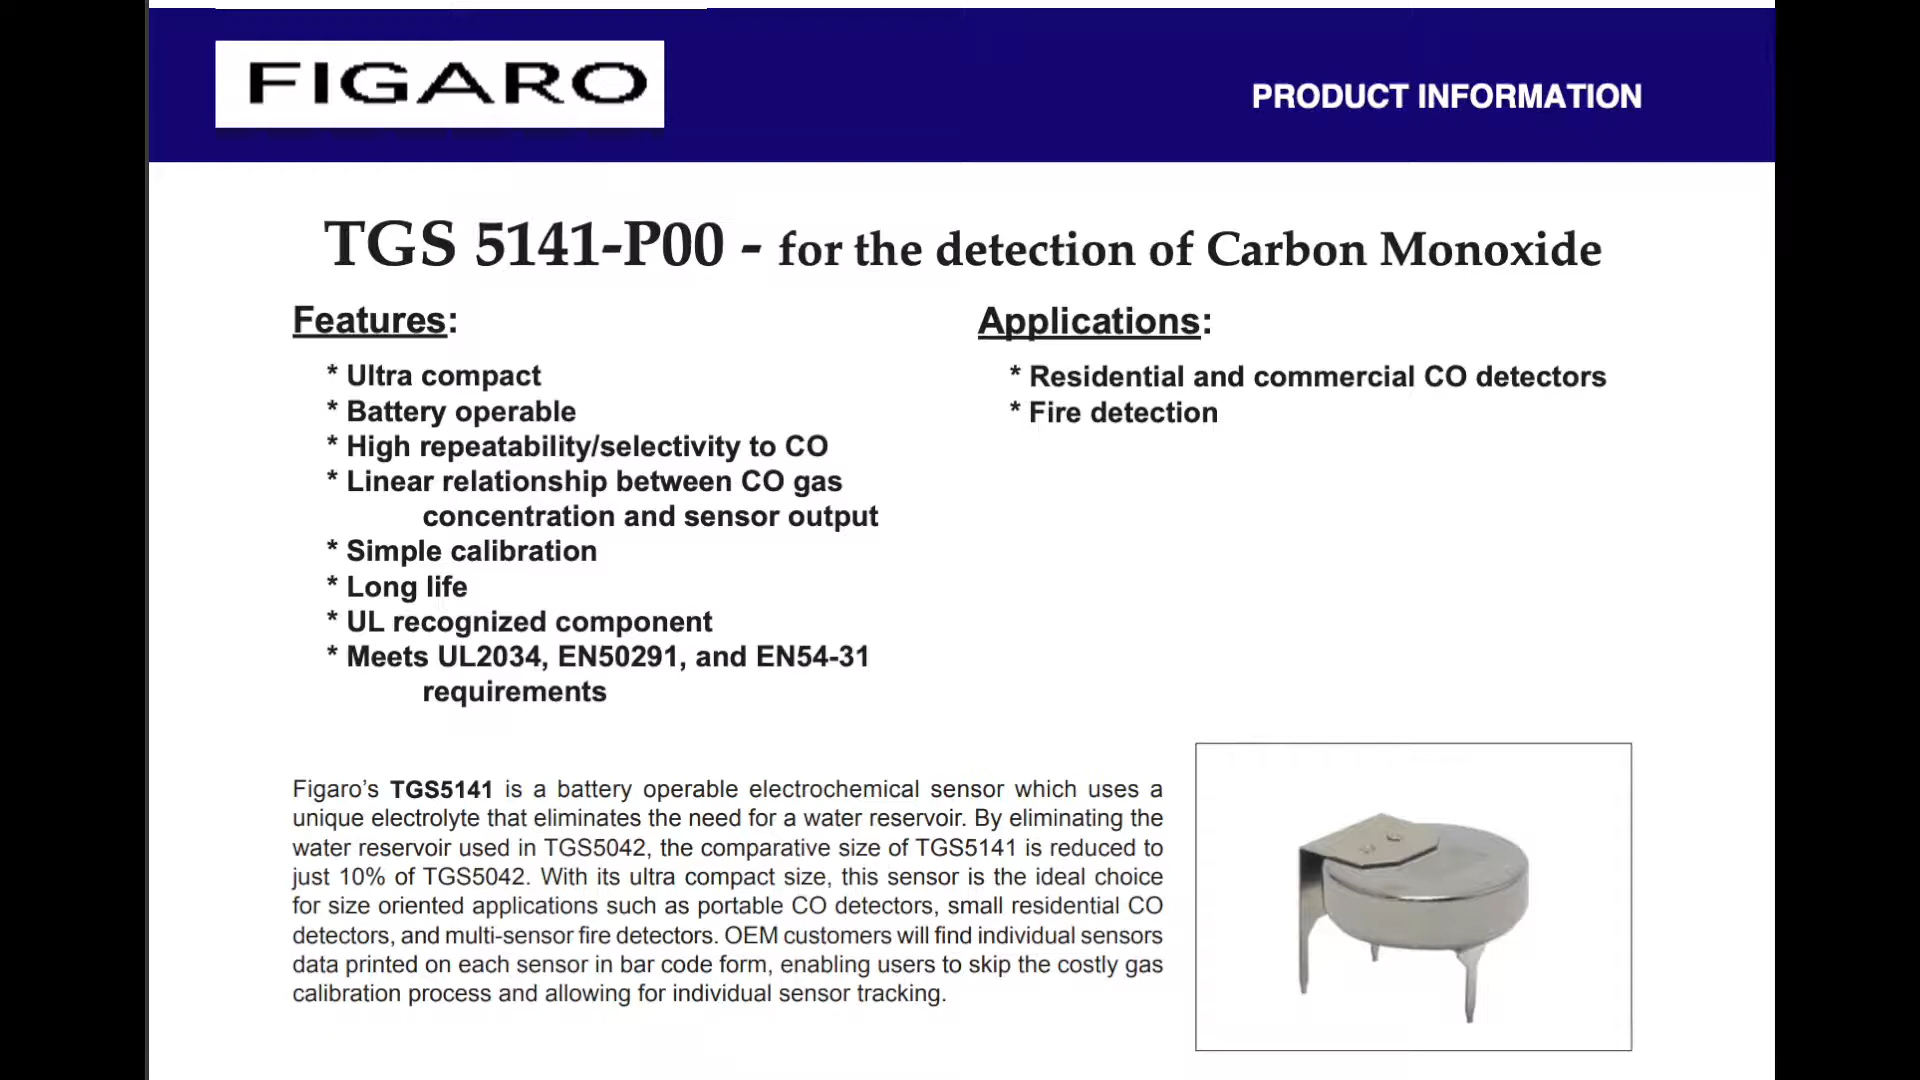 FIGARO
PRODUCT INFORMATION
TGS 5141-P00 - for the detection of Carbon Monoxide
Features:
* Ultra compact
* Battery operable
* High repeatability/selectivity to CO
* Linear relationship between CO gas
concentration and sensor output
* Simple calibration
* Long life
* UL recognized component
* Meets UL2034, EN50291, and EN54-31
requirements
Applications:
* Residential and commercial CO detectors
* Fire detection
Figaro's TGS5141 is a battery operable electrochemical sensor which uses a
unique electrolyte that eliminates the need for a water reservoir. By eliminating the
water reservoir used in TGS5042, the comparative size of TGS5141 is reduced to
just 10% of TGS5042. With its ultra compact size, this sensor is the ideal choice
for size oriented applications such as portable CO detectors, small residential CO
detectors, and multi-sensor fire detectors. OEM customers will find individual sensors
data printed on each sensor in bar code form, enabling users to skip the costly gas
calibration process and allowing for individual sensor tracking.